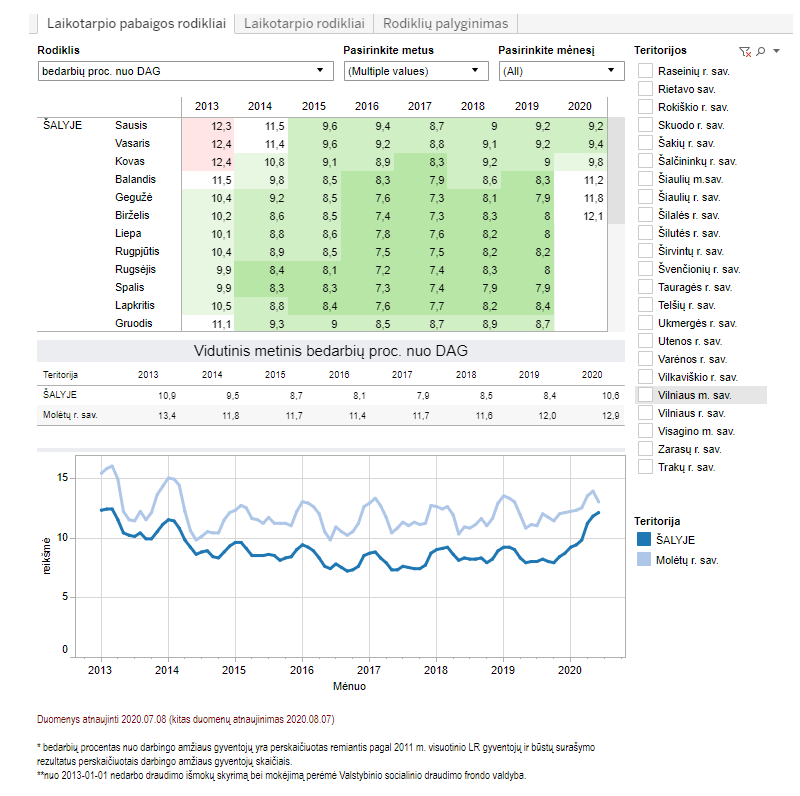 Laikotarpio pabaigos rodikliai Laikotarpio rodikliai Rodiklių palyginimas
Rodiklis Pasirinkite metus Pasirinkite mėnesį
bedarbių proc. nuo DAG (Multiple values) (All)
2013 2014 2015 2016 2017 2018 2019 2020
ŠALYJE Sausis 12,3 11,5 9,6 9,4 8,7 9 9,2 9,2
Vasaris 12,4 11,4 9,6 9,2 8,8 9,1 9,2 9,4
Kovas 12,4 10,8 9,1 8,9 8,3 9,2 9 9,8
Balandis 11,5 9,8 8,5 8,3 7,9 8,6 8,3 11,2
Gegužė 10,4 9,2 8,5 7,6 7,3 8,1 7,9 11,8
Birželis 10,2 8,6 8,5 7,4 7,3 8,3 8 12,1
Liepa 10,1 8,8 8,6 7,8 7,6 8,2 8
Rugpjūtis 10,4 8,9 8,5 7,5 7,5 8,2 8,2
Rugsėjis 9,9 8,4 8,1 7,2 7,4 8,3 8
Spalis 9,9 8,3 8,3 7,3 7,4 7,9 7,9
Lapkritis 10,5 8,8 8,4 7,6 7,7 8,2 8,4
Gruodis 11,1 9,3 9 8,5 8,7 8,9 8,7
Vidutinis metinis bedarbių proc. nuo DAG
Teritorija 2013 2014 2015 2016 2017 2018 2019 2020
ŠALYJE 10,9 9,5 8,7 8,1 7,9 8,5 8,4 10,6
Molėtų r. sav. 13,4 11,8 11,7 11,4 11,7 11,6 12,0 12,9
reikšmė
15
10
5
0
2013 2014 2015 2016 2017 2018 2019 2020
Mėnuo
Teritorijos
Raseinių r. sav.
Rietavo sav.
Rokiškio r. sav.
Skuodo r. sav.
Šakių r. sav.
Šalčininkų r. sav.
Šiaulių m.sav.
Šiaulių r. sav.
Šilalės r. sav.
Šilutės r. sav.
Širvintų r. sav.
Švenčionių r. sav.
Tauragės r. sav.
Telšių r. sav.
Ukmergės r. sav.
Utenos r. sav.
Varėnos r. sav.
Vilkaviškio r. sav.
Vilniaus m. sav.
Vilniaus r. sav.
Visagino m. sav.
Zarasų r. sav.
Trakų r. sav.
Teritorija
ŠALYJE
Molėtų r. sav.
Duomenys atnaujinti 2020.07.08 (kitas duomenų atnaujinimas 2020.08.07)
* bedarbių procentas nuo darbingo amžiaus gyventojų yra perskaičiuotas remiantis pagal 2011 m. visuotinio LR gyventojų ir būstų surašymo
rezultatus perskaičiuotais darbingo amžiaus gyventojų skaičiais.
**nuo 2013-01-01 nedarbo draudimo išmokų skyrimą bei mokėjimą perėmė Valstybinio socialinio draudimo frondo valdyba.